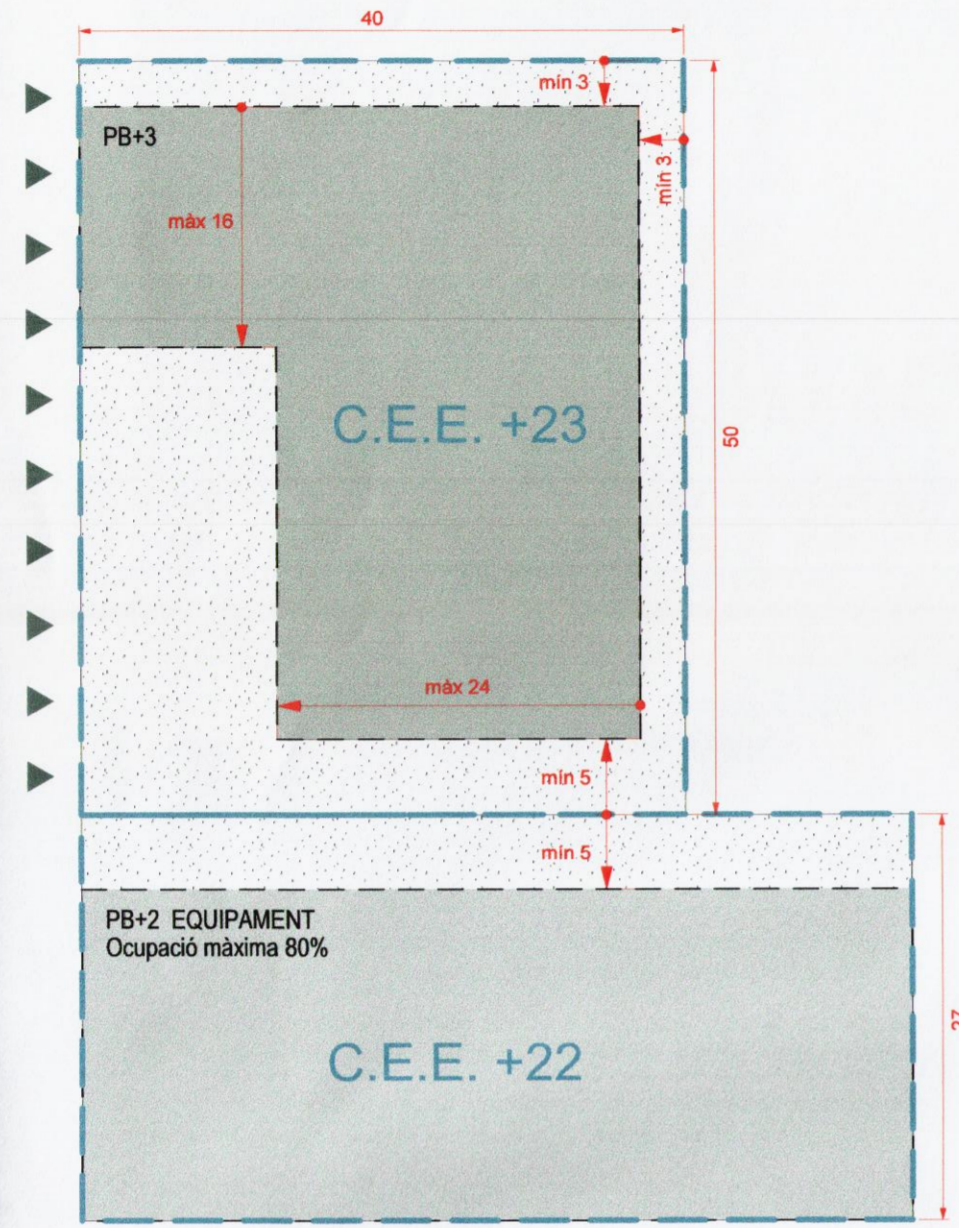 40
mín 3
PB+3
mín 3
màx 16
C.E.E. +23
50
màx 24
mín 5
mín 5
PB+2 EQUIPAMENT
Ocupació màxima 80%
C.E.E. +22
27